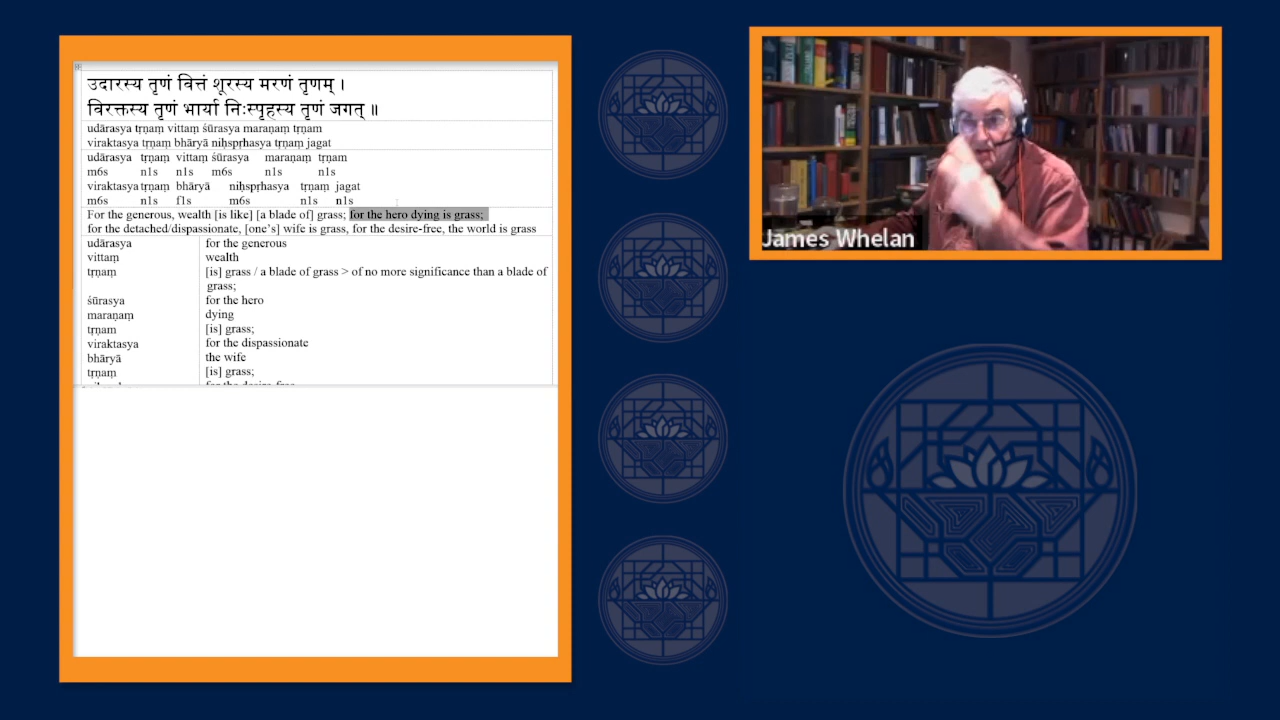 उदारस्य तृणं वित्तं शूरस्य मरणं तृणम् ।
विरक्तस्य तृणं भार्या निःस्पृहस्य तृणं जगत् ॥
udārasya tṛṇaṃ vittaṃ śūrasya maraṇaṃ tṛṇam
viraktasya tṛṇaṃ bhāryā niḥspṛhasya tṛṇaṃ jagat
udārasya tṛṇaṃ vittaṃ śūrasya maraṇaṃ tṛṇam
m6s n1s n1s m6s n1s n1s
viraktasya tṛṇaṃ bhāryā niḥspṛhasya tṛṇaṃ jagat
m6s n1s f1s m6s n1s n1s
For the generous, wealth [is like] [a blade of] grass; for the hero dying is grass;
for the detached/dispassionate, [one's] wife is grass, for the desire-free, the world is grass
udārasya for the generous
vittaṃ wealth
tṛṇaṃ [is] grass / a blade of grass > of no more significance than a blade of
grass;
śūrasya for the hero
maraṇaṃ dying
tṛṇam [is] grass;
viraktasya for the dispassionate
bhāryā the wife
tṛṇaṃ [is] grass;
James Whelan